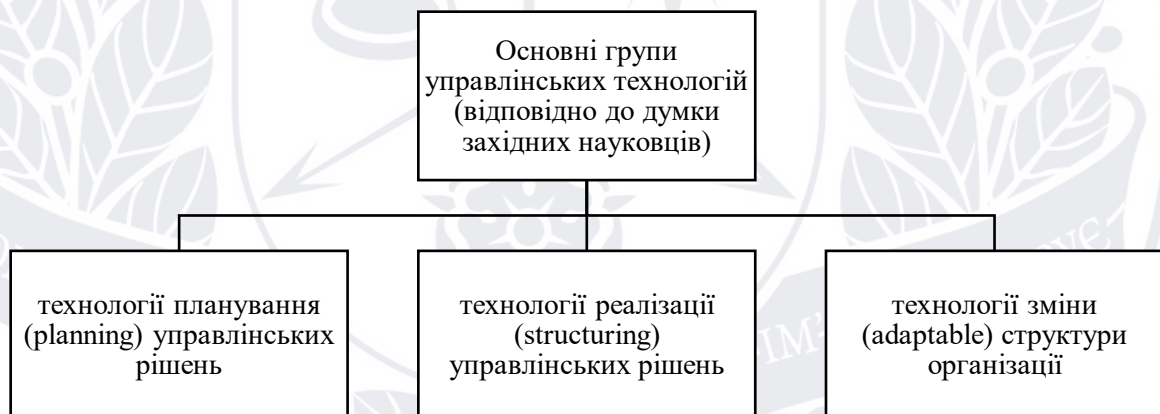 Основні групи
управлінських технологій
(відповідно до думки
західних науковців)
технології планування
(planning) управлінських
рішень
технології реалізації
(structuring)
управлінських рішень
технології зміни
(adaptable) структури
організації